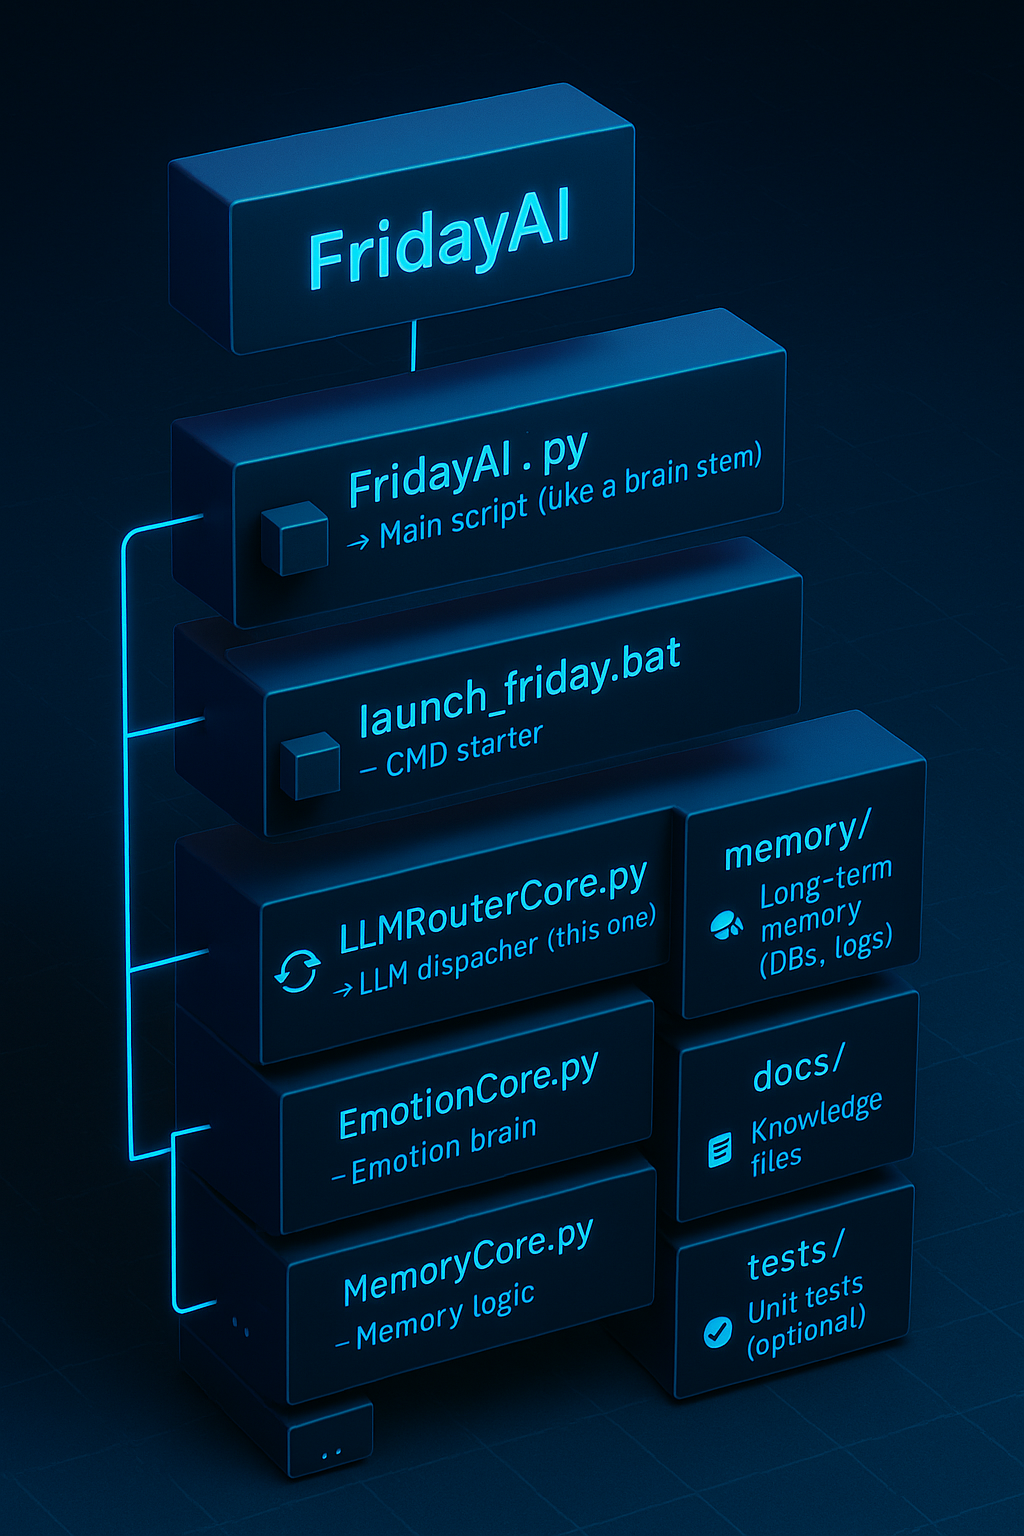 FridayAI
FridayAI . py
→ Main script (üke a brain stem)
launch_friday.bat
– CMD starter
LLMRouterCore.py
→ LLM dispacher (this one)
memory/
Long-term
memory
(DBs, logs)
EmotionCore.py
– Emotion brain
docs/
Knowledge
files
MemoryCore.py
– Memory logic
tests/
Unit tests
(optional)
..